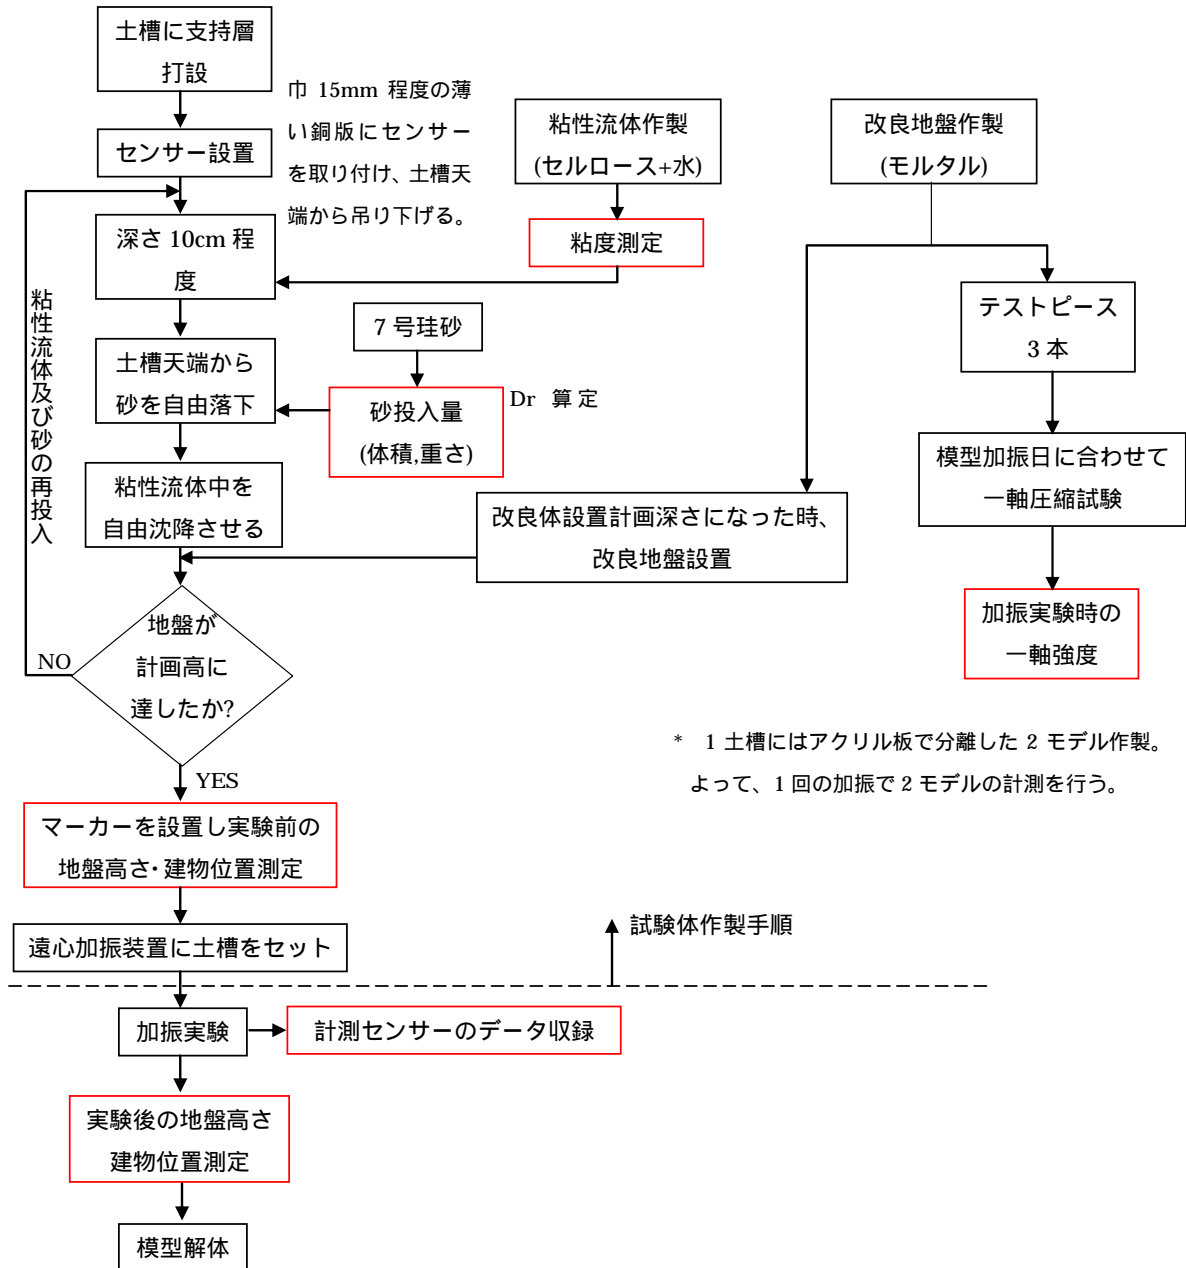 土槽に支持層
打設
センサー設置
巾 15mm 程度の薄
い銅版にセンサー
を取り付け、土槽天
端から吊り下げる。
粘性流体作製
(セルロース+水)
粘度測定
改良地盤作製
(モルタル)
深さ 10cm 程
度
粘性流体及び砂の再投入
7 号珪砂
土槽天端から
砂を自由落下
砂投入量
(体積,重さ)
Dr 算定
テストピース
3 本
粘性流体中を
自由沈降させる
改良体設置計画深さになった時、
改良地盤設置
模型加振日に合わせて
一軸圧縮試験
加振実験時の
一軸強度
地盤が
計画高に
達したか?
NO
YES
* 1 土槽にはアクリル板で分離した 2 モデル作製。
よって、1 回の加振で 2 モデルの計測を行う。
マーカーを設置し実験前の
地盤高さ・建物位置測定
遠心加振装置に土槽をセット
試験体作製手順
加振実験
計測センサーのデータ収録
実験後の地盤高さ
建物位置測定
模型解体